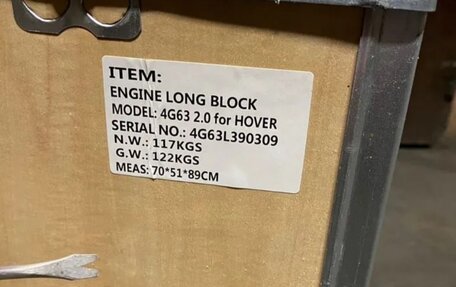 ITEM:
ENGINE LONG BLOCK
MODEL: 4G63 2.0 for HOVER
SERIAL NO.: 4G63L390309
N.W.: 117KGS
G.W.: 122KGS
MEAS: 70*51*89CM